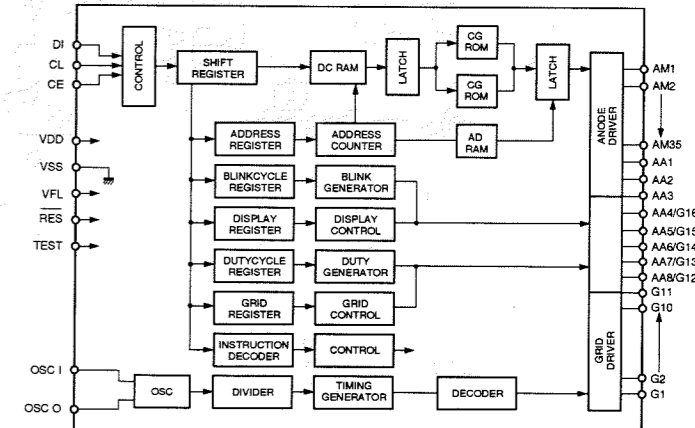 DI
CL
CE
VDD
VSS
VFL
RES
TEST
OSC I
OSC O
CONTROL
SHIFT
REGISTER
DC RAM
LATCH
CG
ROM
CG
ROM
LATCH
ADDRESS
REGISTER
ADDRESS
COUNTER
AD
RAM
BLINKCYCLE
REGISTER
BLINK
GENERATOR
DISPLAY
REGISTER
DISPLAY
CONTROL
DUTYCYCLE
REGISTER
DUTY
GENERATOR
GRID
REGISTER
GRID
CONTROL
INSTRUCTION
DECODER
CONTROL
OSC
DIVIDER
TIMING
GENERATOR
DECODER
ANODE
DRIVER
GRID
DRIVER
AM1
AM2
AM35
AA1
AA2
AA3
AA4/G16
AA5/G15
AA6/G14
AA7/G13
AA8/G12
G11
G10
G2
G1